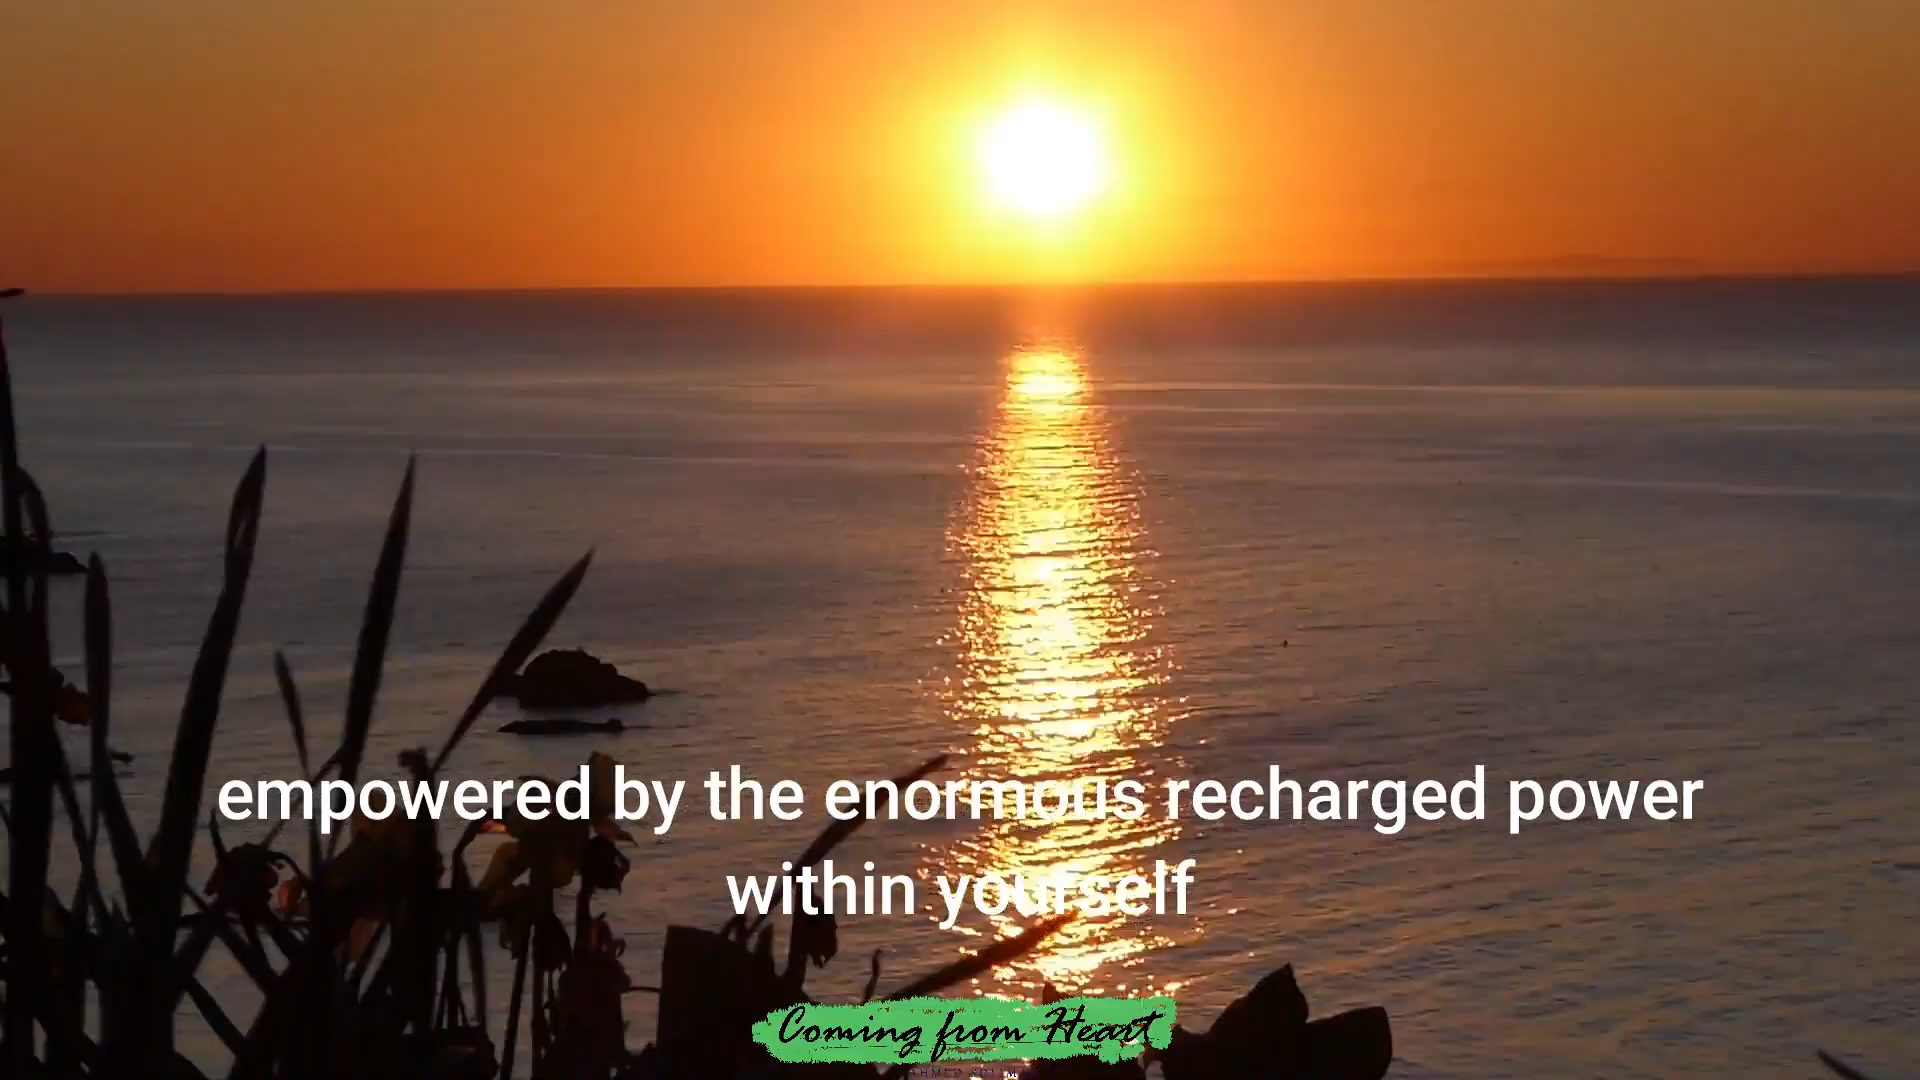 empowered by the enormous recharged power
within yourself
Coming from Heart